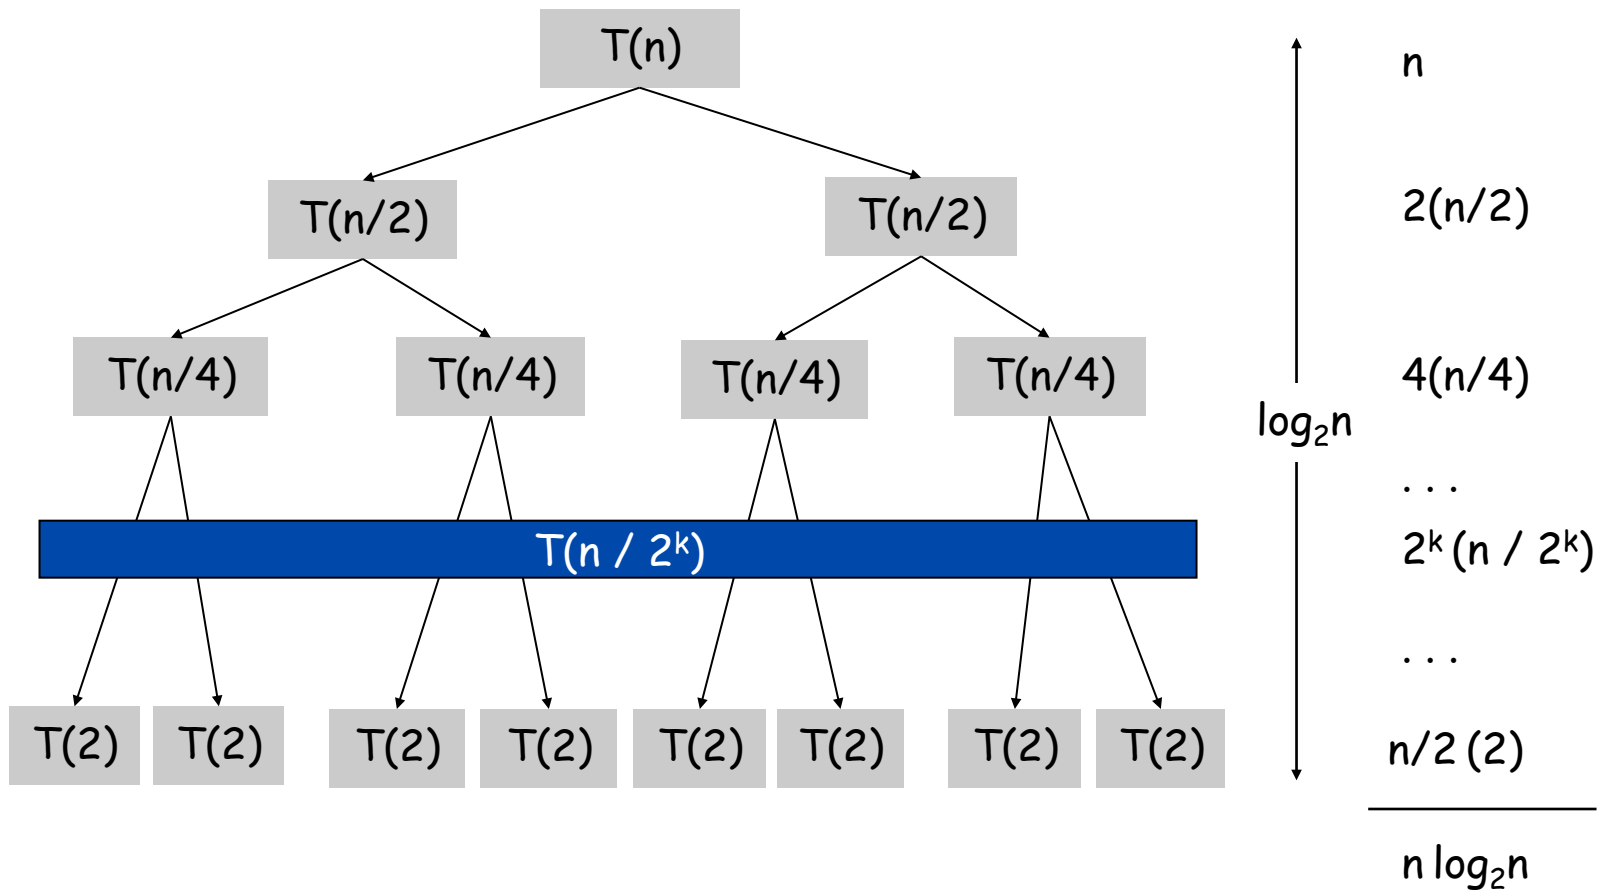 T(n)
n
T(n/2) T(n/2)
2(n/2)
T(n/4) T(n/4) T(n/4) T(n/4)
4(n/4)
log₂n
. . .
T(n / 2ᵏ)
2ᵏ (n / 2ᵏ)
. . .
T(2) T(2) T(2) T(2) T(2) T(2) T(2) T(2)
n/2 (2)
n log₂n